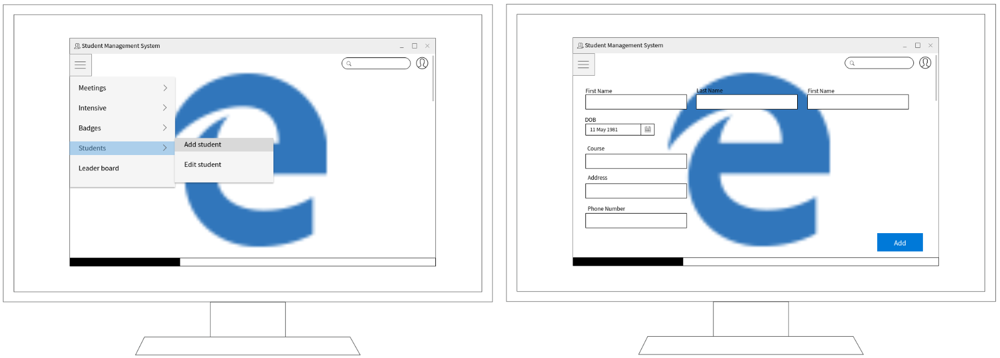 Student Management System
Meetings
Intensive
Badges
Students
Leader board
Add student
Edit student
Student Management System
First Name
Last Name
First Name
DOB
11 May 1981
Course
Address
Phone Number
Add